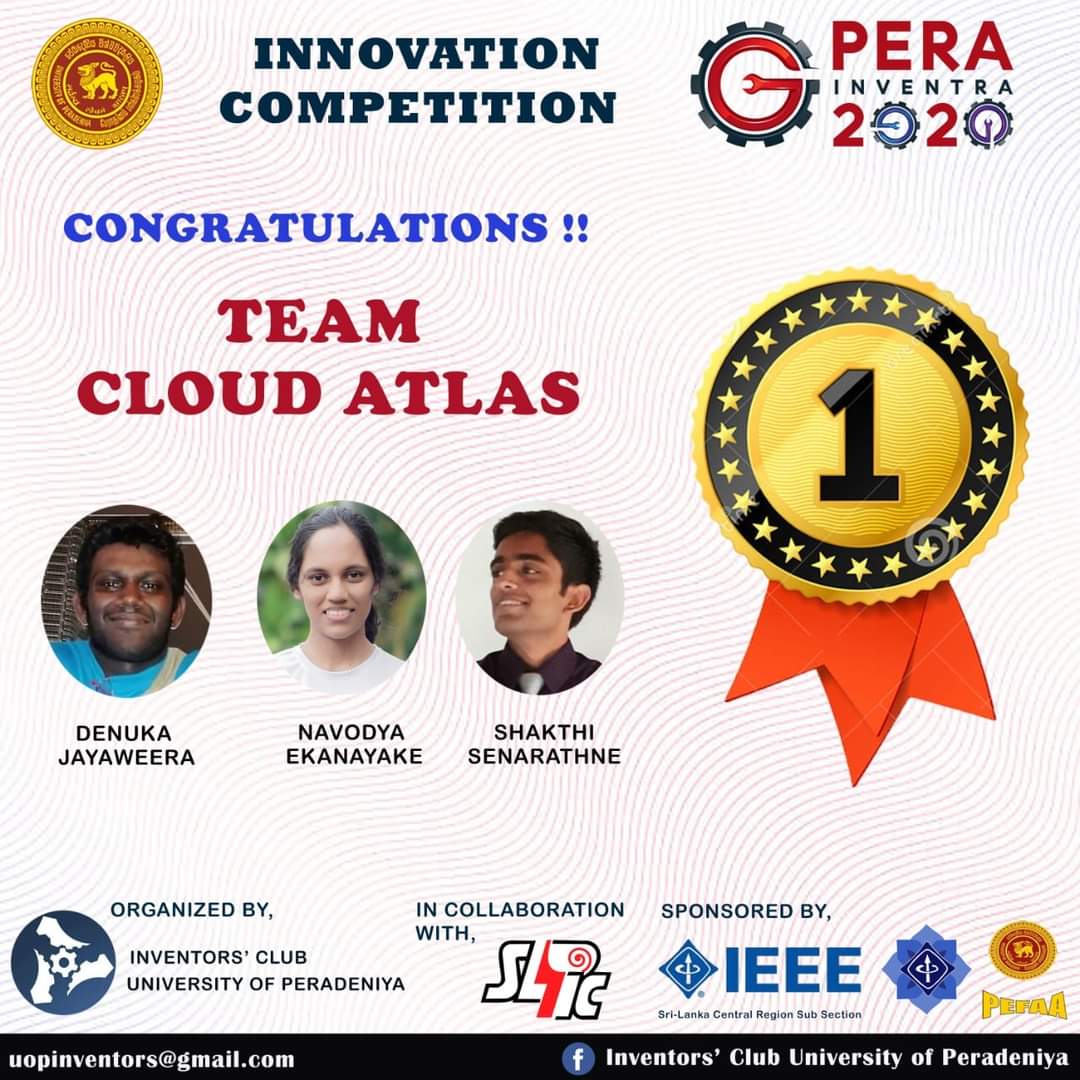 INNOVATION
COMPETITION
PERA
INVENTRA
2020
CONGRATULATIONS !!
TEAM
CLOUD ATLAS
1
DENUKA
JAYAWEERA
NAVODYA
EKANAYAKE
SHAKTHI
SENARATHNE
ORGANIZED BY,
INVENTORS' CLUB
UNIVERSITY OF PERADENIYA
IN COLLABORATION
WITH,
SLIC
SPONSORED BY,
IEEE
Sri-Lanka Central Region Sub Section
PEFAA
uopinventors@gmail.com
Inventors' Club University of Peradeniya